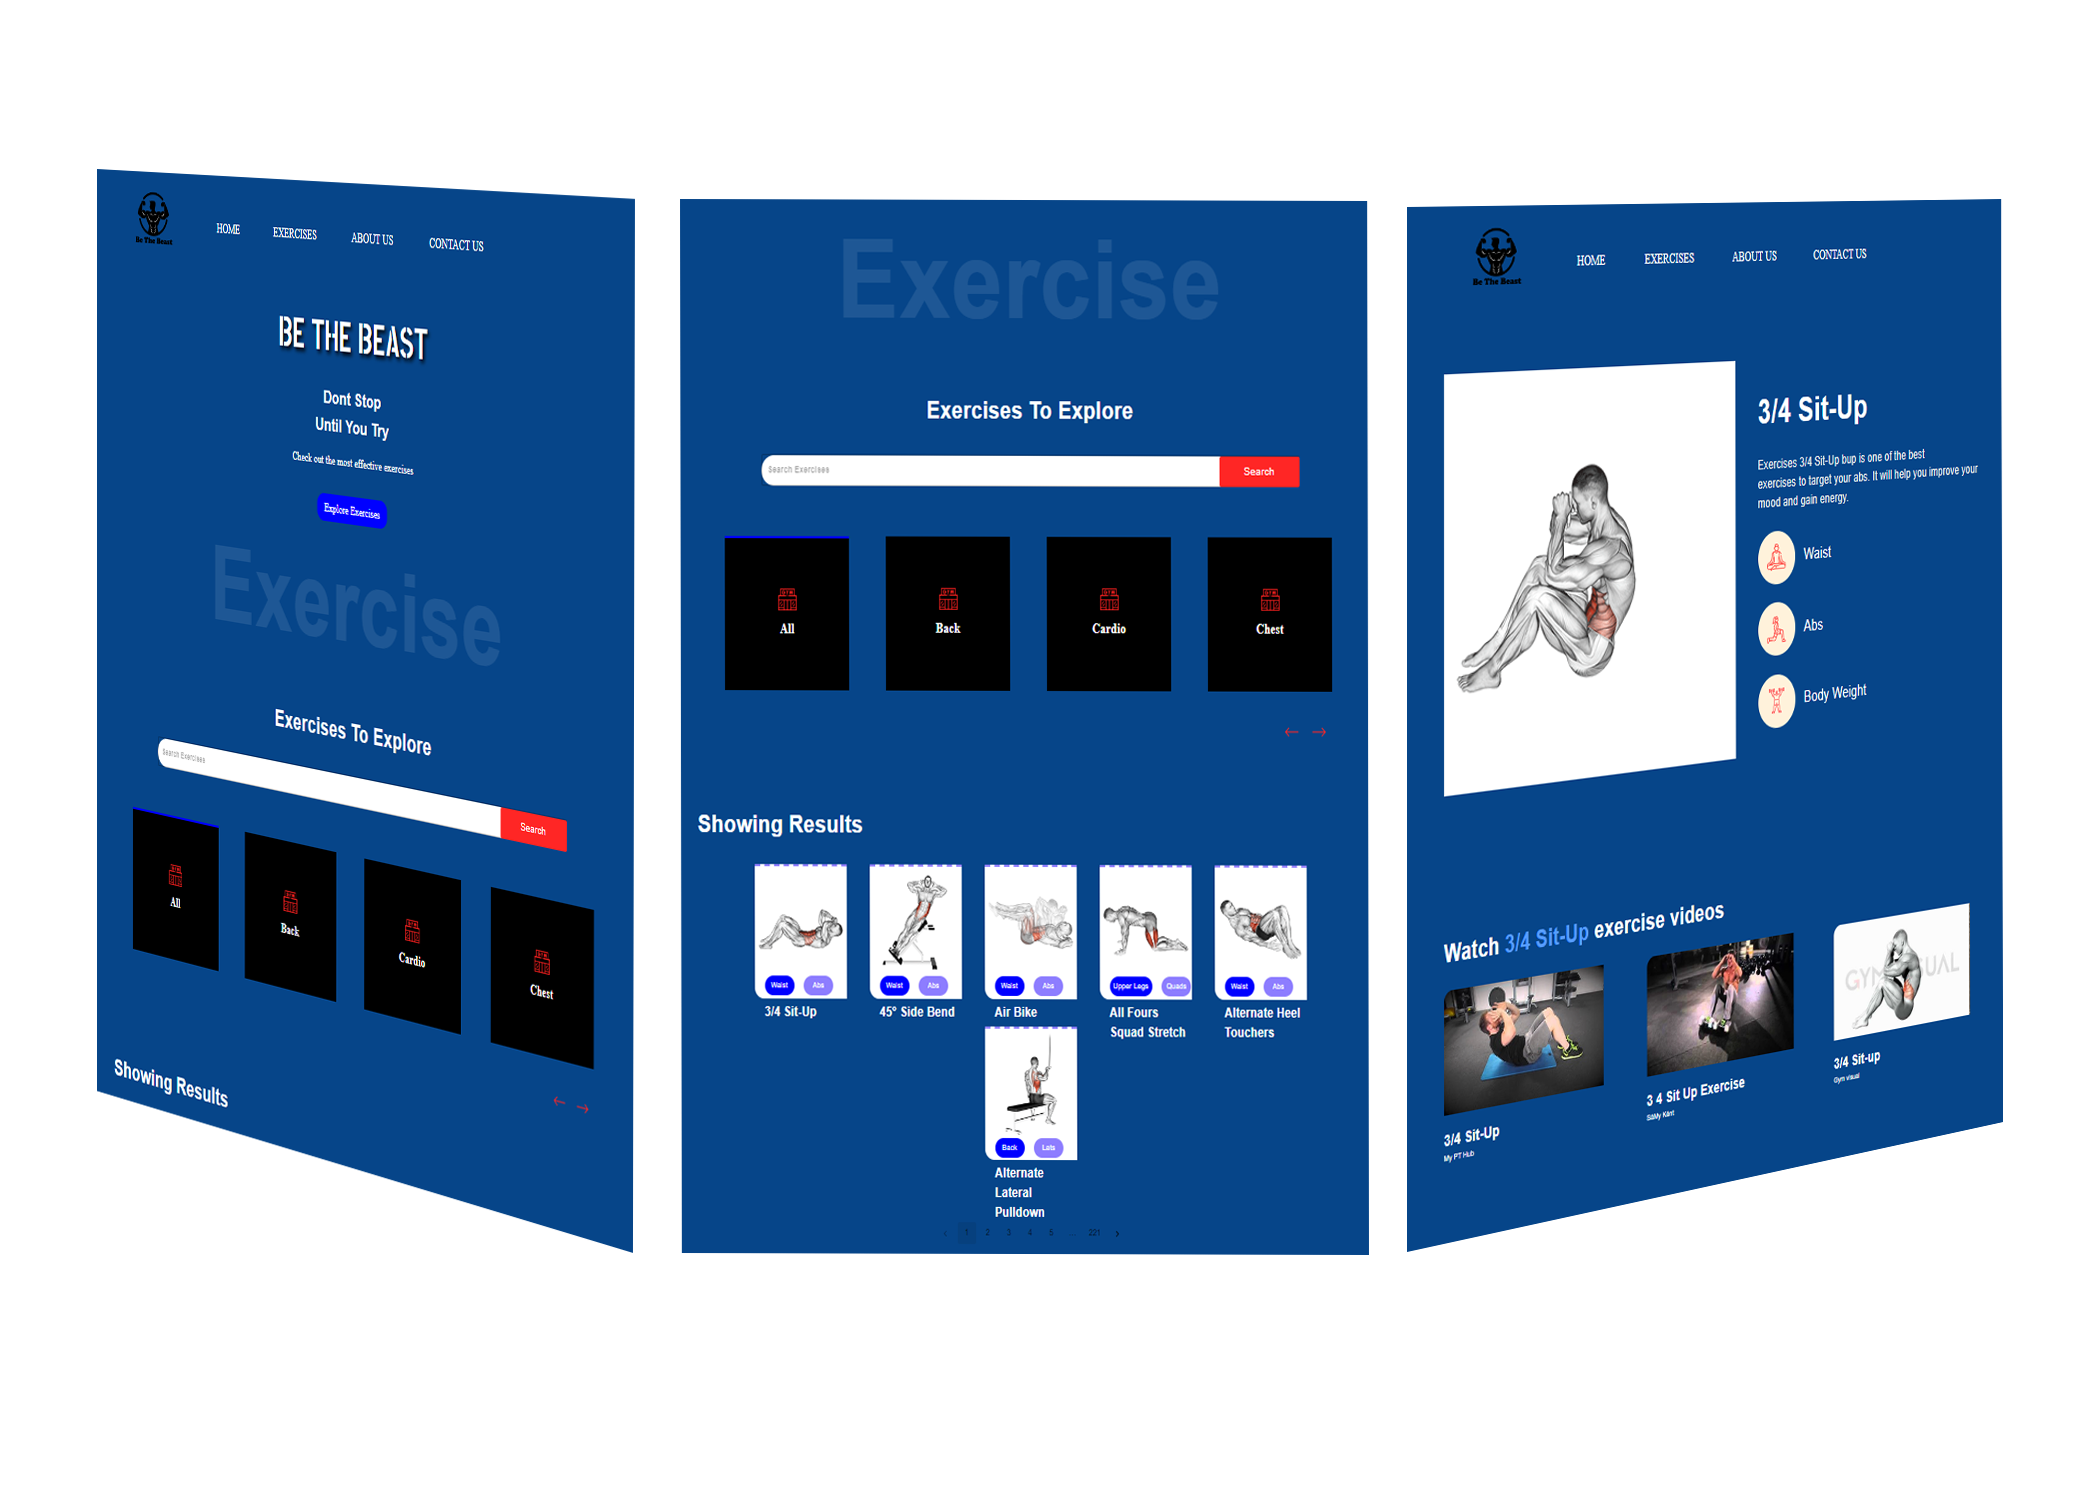 Be The Beast
HOME
EXERCISES
ABOUT US
CONTACT US
BE THE BEAST
Dont Stop
Until You Try
Check out the most effective exercises
Explore Exercises
Exercise
Exercises To Explore
Search Exercises
Search
All
Back
Cardio
Chest
Showing Results
Exercise
Exercises To Explore
Search Exercises
Search
All
Back
Cardio
Chest
Showing Results
Waist Abs
3/4 Sit-Up
Waist Abs
45° Side Bend
Waist Abs
Air Bike
Upper Legs Quads
All Fours
Squad Stretch
Waist Abs
Alternate Heel
Touchers
Back Lats
Alternate
Lateral
Pulldown
‹ 1 2 3 4 5 ... 221 ›
Be The Beast
HOME
EXERCISES
ABOUT US
CONTACT US
3/4 Sit-Up
Exercises 3/4 Sit-Up bup is one of the best
exercises to target your abs. It will help you improve your
mood and gain energy.
Waist
Abs
Body Weight
Watch 3/4 Sit-Up exercise videos
3/4 Sit-Up
My PT Hub
3 4 Sit Up Exercise
3/4 Sit-up
Gym visual